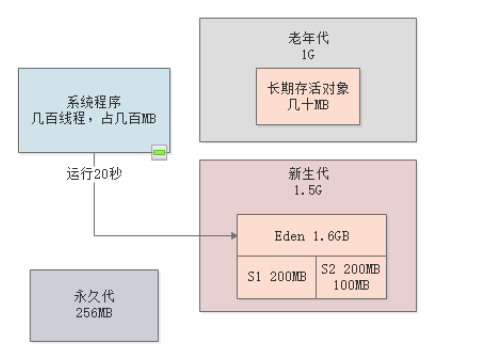 老年代
1G
长期存活对象
几十MB
系统程序
几百线程，占几百MB
运行20秒
新生代
1.5G
Eden 1.6GB
S1 200MB
S2 200MB
100MB
永久代
256MB